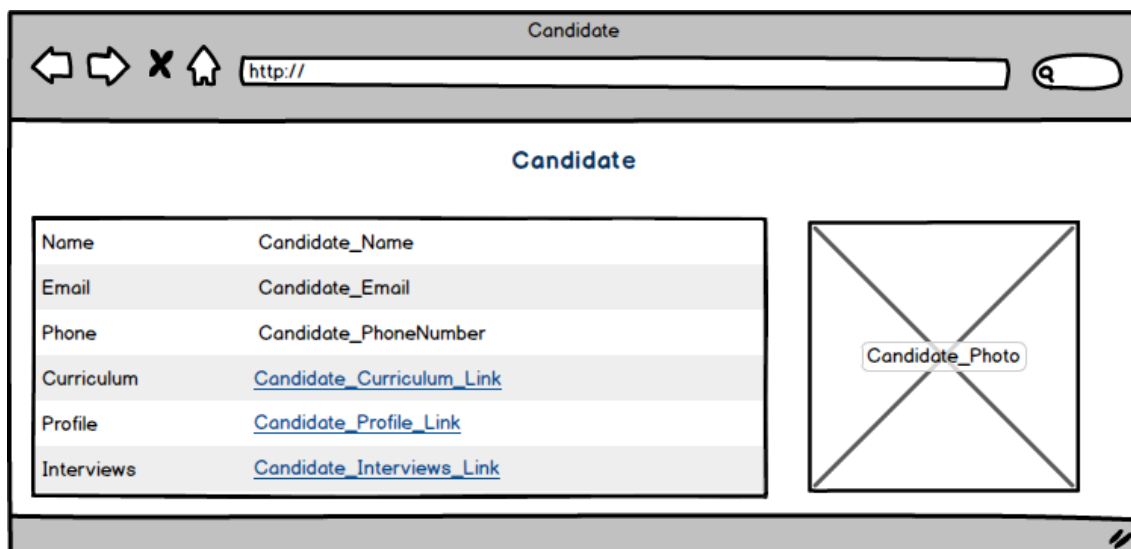 Candidate
http://
Candidate
Name Candidate_Name
Email Candidate_Email
Phone Candidate_PhoneNumber
Curriculum Candidate_Curriculum_Link
Profile Candidate_Profile_Link
Interviews Candidate_Interviews_Link
Candidate_Photo